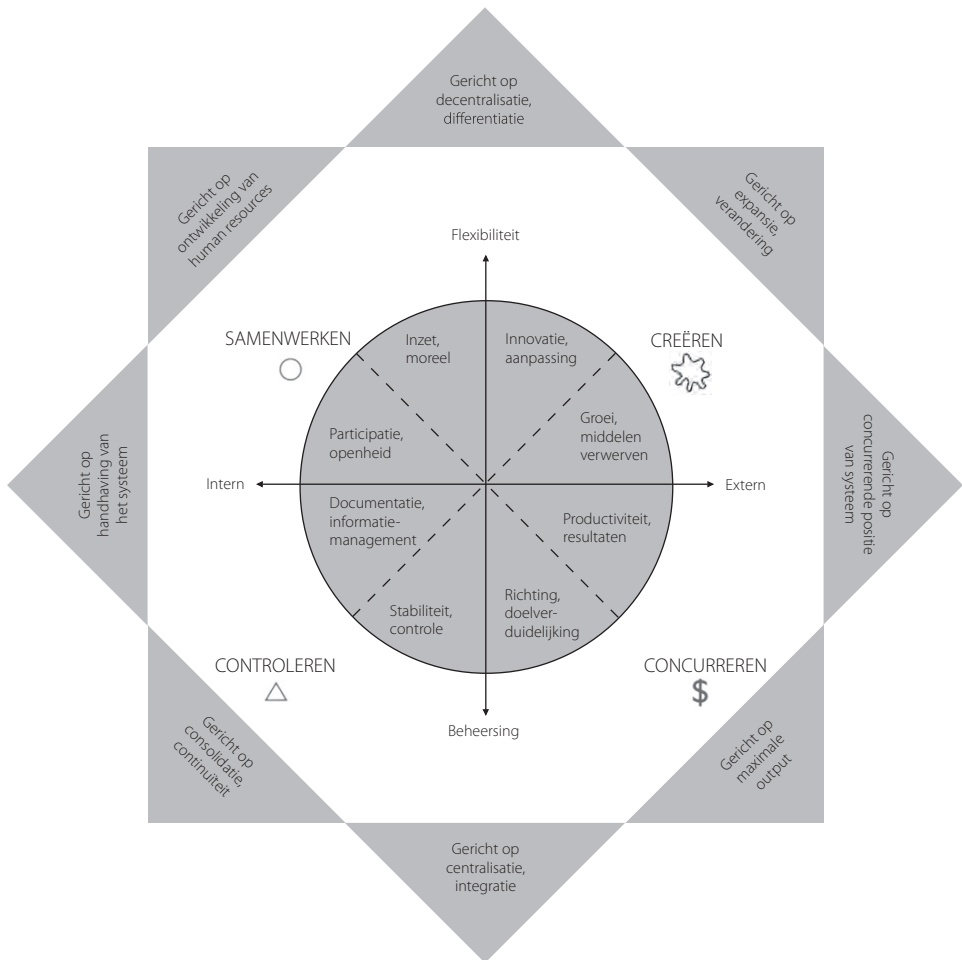 Gericht op
decentralisatie,
differentiatie
Gericht op
ontwikkeling van
human resources
Gericht op
expansie,
verandering
Flexibiliteit
SAMENWERKEN
Inzet,
moreel
Innovatie,
aanpassing
CREËREN
Participatie,
openheid
Groei,
middelen
verwerven
Gericht op
handhaving van
het systeem
Intern
Extern
Gericht op
concurrerende positie
van systeem
Documentatie,
informatie-
management
Productiviteit,
resultaten
Stabiliteit,
controle
Richting,
doelver-
duidelijking
CONTROLEREN
CONCURREREN
$
Beheersing
Gericht op
consolidatie,
continuïteit
Gericht op
maximale
output
Gericht op
centralisatie,
integratie